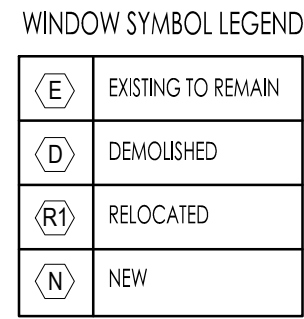 WINDOW SYMBOL LEGEND
E EXISTING TO REMAIN
D DEMOLISHED
R1 RELOCATED
N NEW